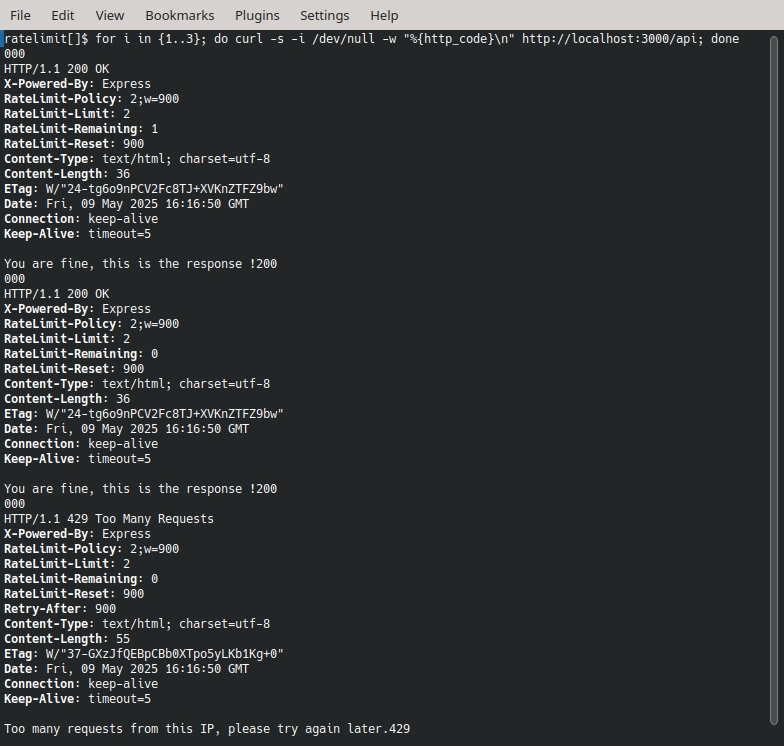 File Edit View Bookmarks Plugins Settings Help
ratelimit[]$ for i in {1..3}; do curl -s -i /dev/null -w "%{http_code}\n" http://localhost:3000/api; done
000
HTTP/1.1 200 OK
X-Powered-By: Express
RateLimit-Policy: 2;w=900
RateLimit-Limit: 2
RateLimit-Remaining: 1
RateLimit-Reset: 900
Content-Type: text/html; charset=utf-8
Content-Length: 36
ETag: W/"24-tg6o9nPCV2Fc8TJ+XVKnZTFZ9bw"
Date: Fri, 09 May 2025 16:16:50 GMT
Connection: keep-alive
Keep-Alive: timeout=5

You are fine, this is the response !200
000
HTTP/1.1 200 OK
X-Powered-By: Express
RateLimit-Policy: 2;w=900
RateLimit-Limit: 2
RateLimit-Remaining: 0
RateLimit-Reset: 900
Content-Type: text/html; charset=utf-8
Content-Length: 36
ETag: W/"24-tg6o9nPCV2Fc8TJ+XVKnZTFZ9bw"
Date: Fri, 09 May 2025 16:16:50 GMT
Connection: keep-alive
Keep-Alive: timeout=5

You are fine, this is the response !200
000
HTTP/1.1 429 Too Many Requests
X-Powered-By: Express
RateLimit-Policy: 2;w=900
RateLimit-Limit: 2
RateLimit-Remaining: 0
RateLimit-Reset: 900
Retry-After: 900
Content-Type: text/html; charset=utf-8
Content-Length: 55
ETag: W/"37-GXzJfQEBpCBb0XTpo5yLKb1Kg+0"
Date: Fri, 09 May 2025 16:16:50 GMT
Connection: keep-alive
Keep-Alive: timeout=5

Too many requests from this IP, please try again later.429